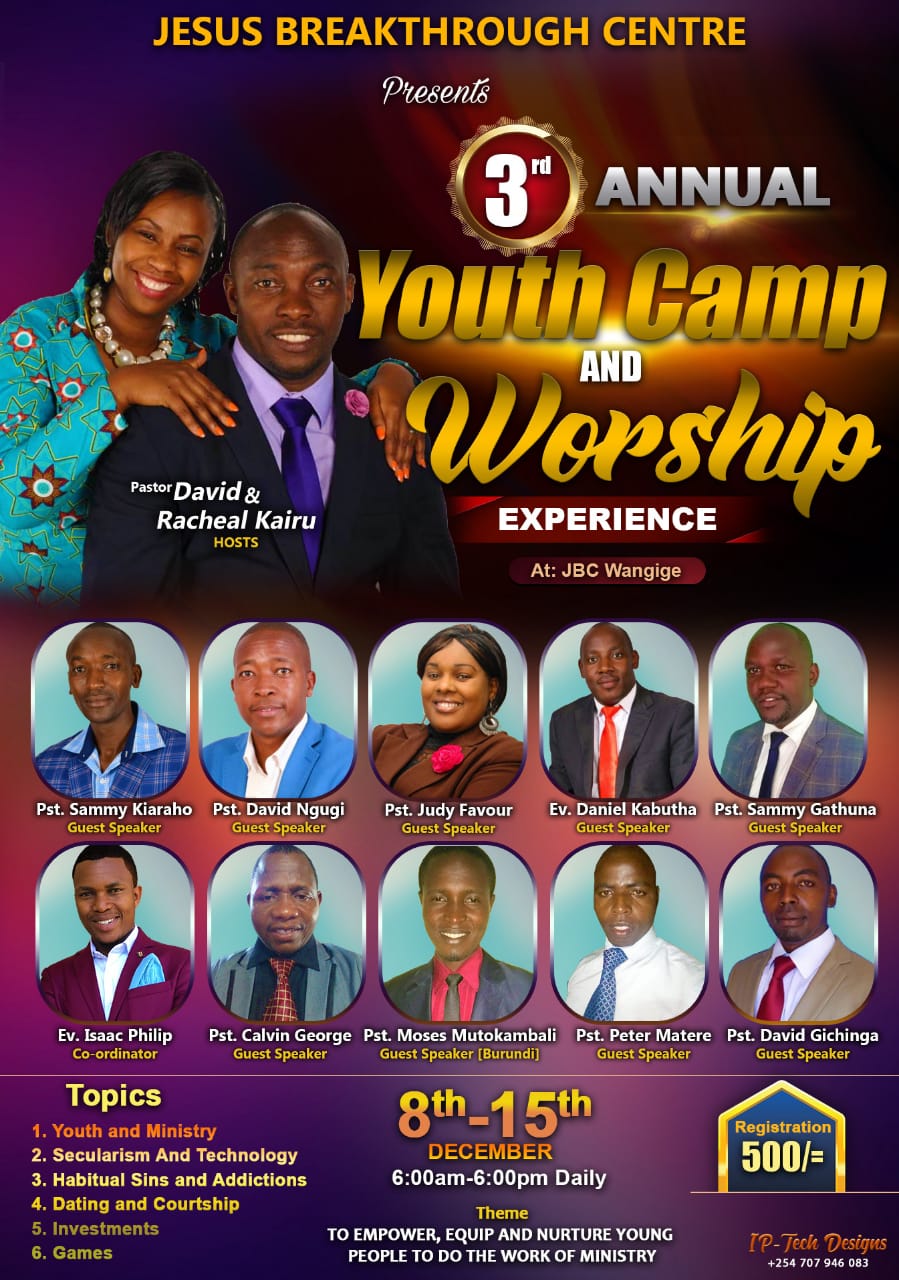 JESUS BREAKTHROUGH CENTRE
Presents
3rd ANNUAL
Youth Camp
AND
Worship
EXPERIENCE
At: JBC Wangige
Pastor David &
Racheal Kairu
HOSTS
Pst. Sammy Kiaraho
Guest Speaker
Pst. David Ngugi
Guest Speaker
Pst. Judy Favour
Guest Speaker
Ev. Daniel Kabutha
Guest Speaker
Pst. Sammy Gathuna
Guest Speaker
Ev. Isaac Philip
Co-ordinator
Pst. Calvin George
Guest Speaker
Pst. Moses Mutokambali
Guest Speaker [Burundi]
Pst. Peter Matere
Guest Speaker
Pst. David Gichinga
Guest Speaker
Topics
1. Youth and Ministry
2. Secularism And Technology
3. Habitual Sins and Addictions
4. Dating and Courtship
5. Investments
6. Games
8th-15th
DECEMBER
6:00am-6:00pm Daily
Theme
TO EMPOWER, EQUIP AND NURTURE YOUNG
PEOPLE TO DO THE WORK OF MINISTRY
Registration
500/=
IP-Tech Designs
+254 707 946 083